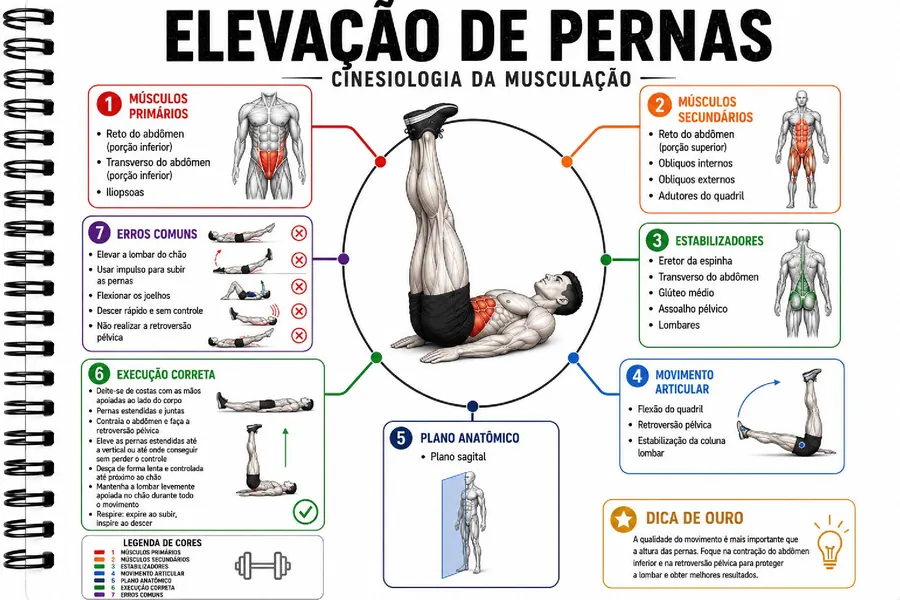 ELEVAÇÃO DE PERNAS
CINESIOLOGIA DA MUSCULAÇÃO
1 MÚSCULOS
PRIMÁRIOS
• Reto do abdômen
(porção inferior)
• Transverso do abdômen
(porção inferior)
• Iliopsoas
2 MÚSCULOS
SECUNDÁRIOS
• Reto do abdômen
(porção superior)
• Obliquos internos
• Obliquos externos
• Adutores do quadril
3 ESTABILIZADORES
• Eretor da espinha
• Transverso do abdômen
• Glúteo médio
• Assoalho pélvico
• Lombares
4 MOVIMENTO
ARTICULAR
• Flexão do quadril
• Retroversão pélvica
• Estabilização da coluna
lombar
5 PLANO ANATÔMICO
• Plano sagital
6 EXECUÇÃO CORRETA
• Deite-se de costas com as mãos
apoiadas ao lado do corpo
• Pernas estendidas e juntas
• Contraia o abdômen e faça a
retroversão pélvica
• Eleve as pernas estendidas até
a vertical ou até onde conseguir
sem perder o controle
• Desça de forma lenta e controlada
até próximo ao chão
• Mantenha a lombar levemente
apoiada no chão durante todo
o movimento
• Respire: expire ao subir,
inspire ao descer
7 ERROS COMUNS
• Elevar a lombar do chão
• Usar impulso para subir
as pernas
• Flexionar os joelhos
• Descer rápido e sem controle
• Não realizar a retroversão
pélvica
LEGENDA DE CORES
1 MÚSCULOS PRIMÁRIOS
2 MÚSCULOS SECUNDÁRIOS
3 ESTABILIZADORES
4 MOVIMENTO ARTICULAR
5 PLANO ANATÔMICO
6 EXECUÇÃO CORRETA
7 ERROS COMUNS
DICA DE OURO
A qualidade do movimento é mais importante que
a altura das pernas. Foque na contração do abdômen
inferior e na retroversão pélvica para proteger
a lombar e obter melhores resultados.